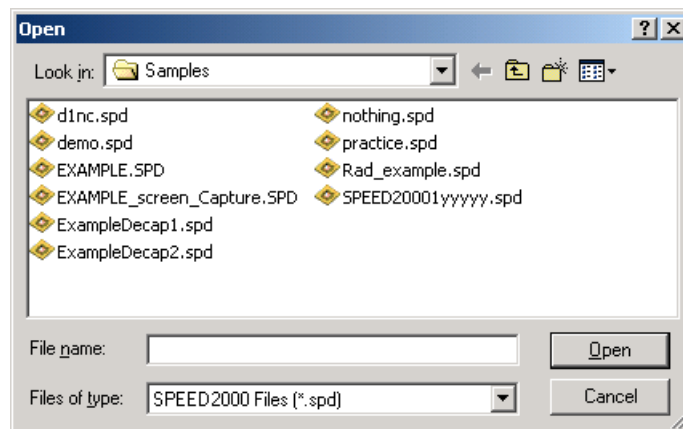 Open
Look in: Samples
d1nc.spd
demo.spd
EXAMPLE.SPD
EXAMPLE_screen_Capture.SPD
ExampleDecap1.spd
ExampleDecap2.spd
nothing.spd
practice.spd
Rad_example.spd
SPEED20001yyyyy.spd
File name:
Open
Files of type: SPEED2000 Files (*.spd)
Cancel